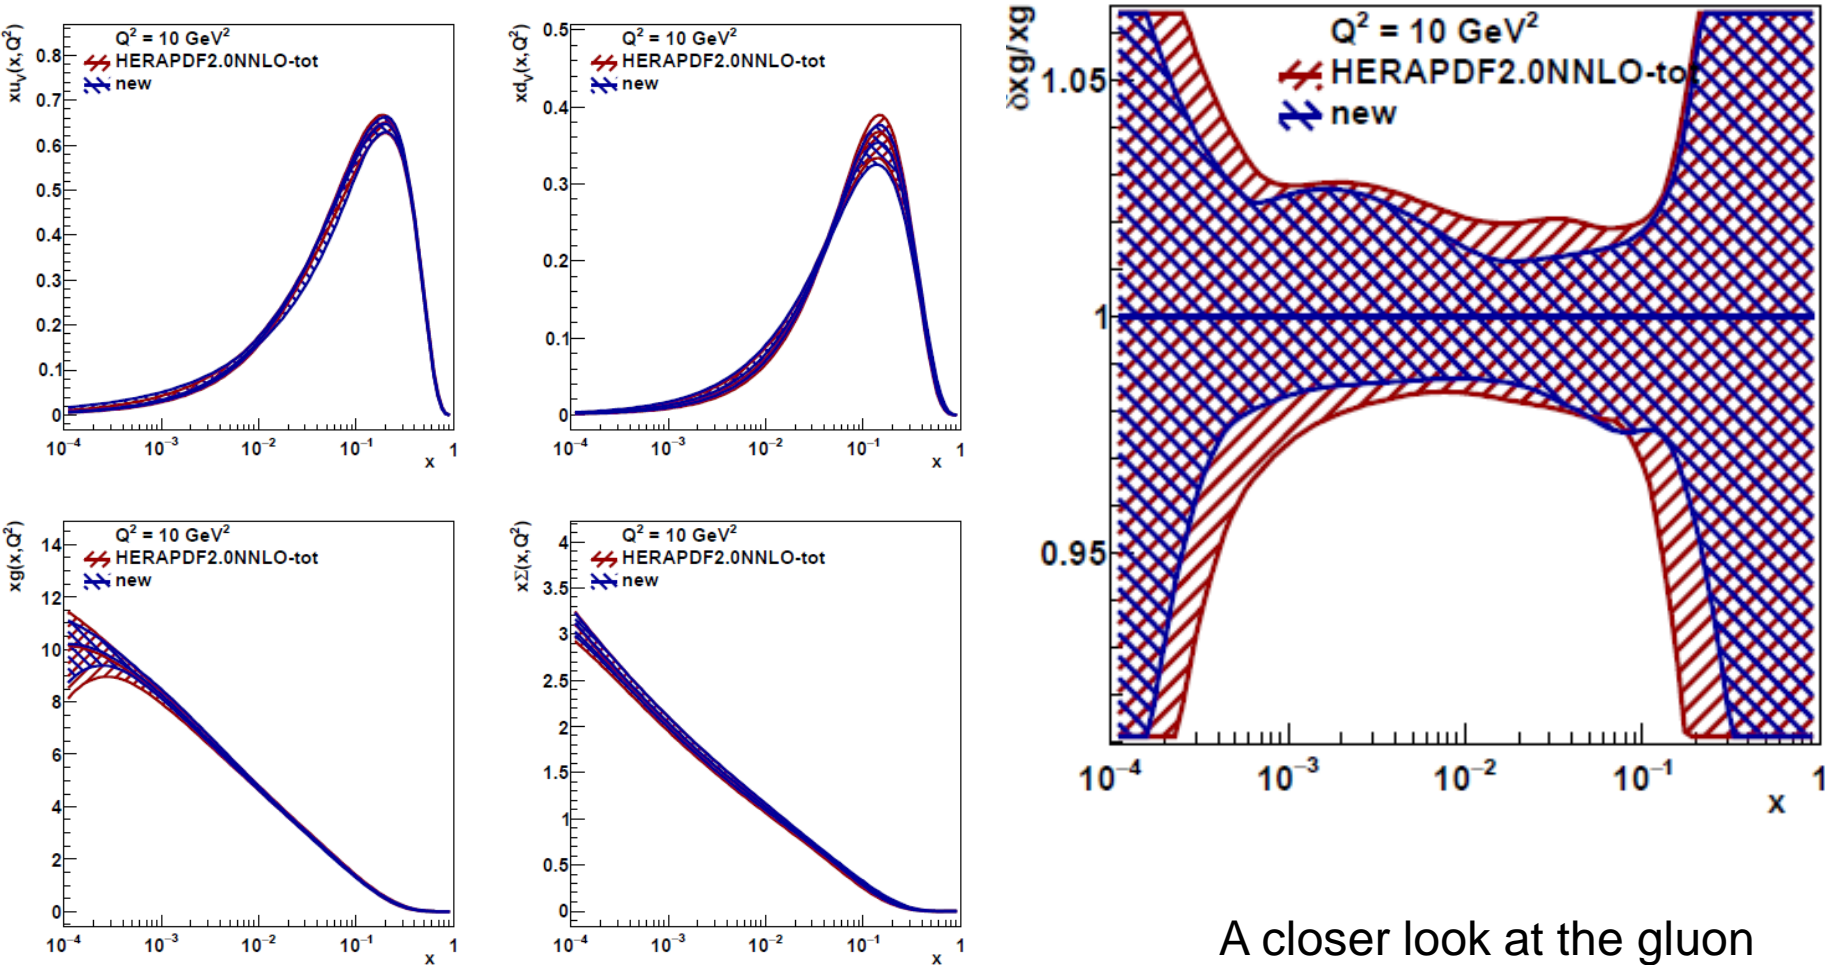 xu_V(x,Q²)
Q² = 10 GeV²
HERAPDF2.0NNLO-tot
new
0.8
0.7
0.6
0.5
0.4
0.3
0.2
0.1
0
10⁻⁴ 10⁻³ 10⁻² 10⁻¹ 1
x
xd_V(x,Q²)
Q² = 10 GeV²
HERAPDF2.0NNLO-tot
new
0.5
0.4
0.3
0.2
0.1
0
10⁻⁴ 10⁻³ 10⁻² 10⁻¹ 1
x
δxg/xg
Q² = 10 GeV²
HERAPDF2.0NNLO-tot
new
1.05
1
0.95
10⁻⁴ 10⁻³ 10⁻² 10⁻¹ 1
x
xg(x,Q²)
Q² = 10 GeV²
HERAPDF2.0NNLO-tot
new
14
12
10
8
6
4
2
0
10⁻⁴ 10⁻³ 10⁻² 10⁻¹ 1
x
xΣ(x,Q²)
Q² = 10 GeV²
HERAPDF2.0NNLO-tot
new
4
3.5
3
2.5
2
1.5
1
0.5
0
10⁻⁴ 10⁻³ 10⁻² 10⁻¹ 1
x
A closer look at the gluon